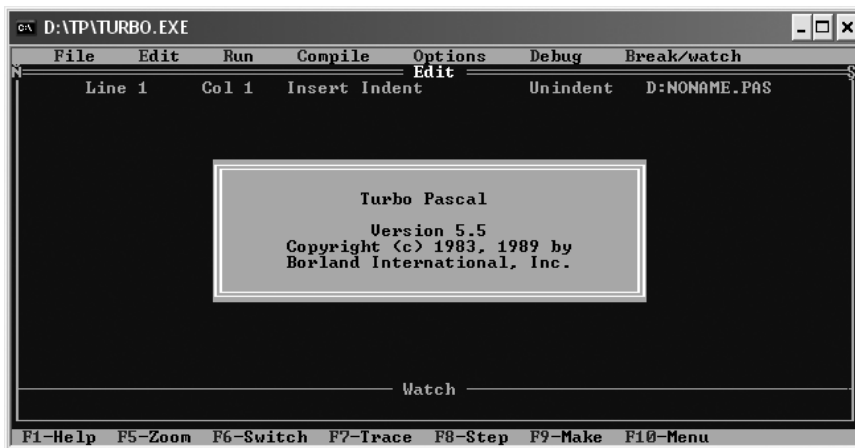 D:\TP\TURBO.EXE
File Edit Run Compile Options Debug Break/watch
Edit
Line 1 Col 1 Insert Indent Unindent D:NONAME.PAS
Turbo Pascal
Version 5.5
Copyright (c) 1983, 1989 by
Borland International, Inc.
Watch
F1-Help F5-Zoom F6-Switch F7-Trace F8-Step F9-Make F10-Menu